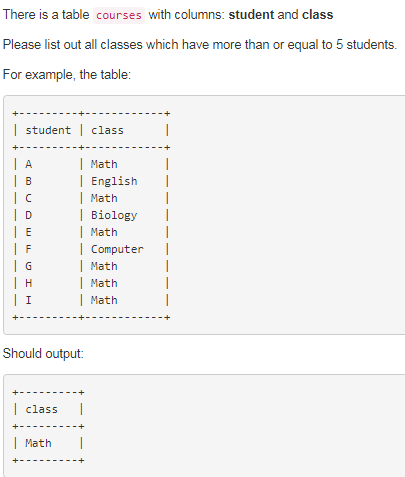 There is a table courses with columns: student and class
Please list out all classes which have more than or equal to 5 students.
For example, the table:
+---------+------------+
| student | class      |
+---------+------------+
| A       | Math       |
| B       | English    |
| C       | Math       |
| D       | Biology    |
| E       | Math       |
| F       | Computer   |
| G       | Math       |
| H       | Math       |
| I       | Math       |
+---------+------------+
Should output:
+---------+
| class   |
+---------+
| Math    |
+---------+